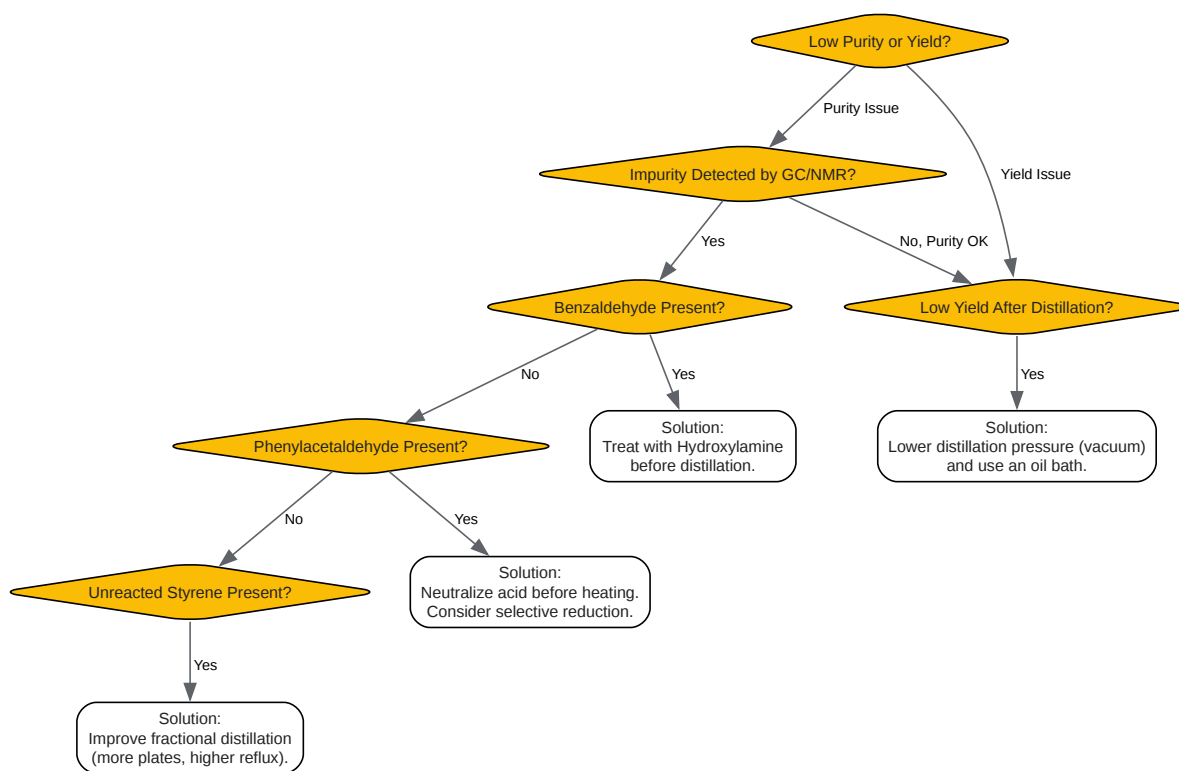 Low Purity or Yield?
Purity Issue
Yield Issue
Impurity Detected by GC/NMR?
Yes
No, Purity OK
Benzaldehyde Present?
Low Yield After Distillation?
No
Yes
Yes
Phenylacetaldehyde Present?
Solution:
Treat with Hydroxylamine
before distillation.
Solution:
Lower distillation pressure (vacuum)
and use an oil bath.
No
Yes
Unreacted Styrene Present?
Solution:
Neutralize acid before heating.
Consider selective reduction.
Yes
Solution:
Improve fractional distillation
(more plates, higher reflux).